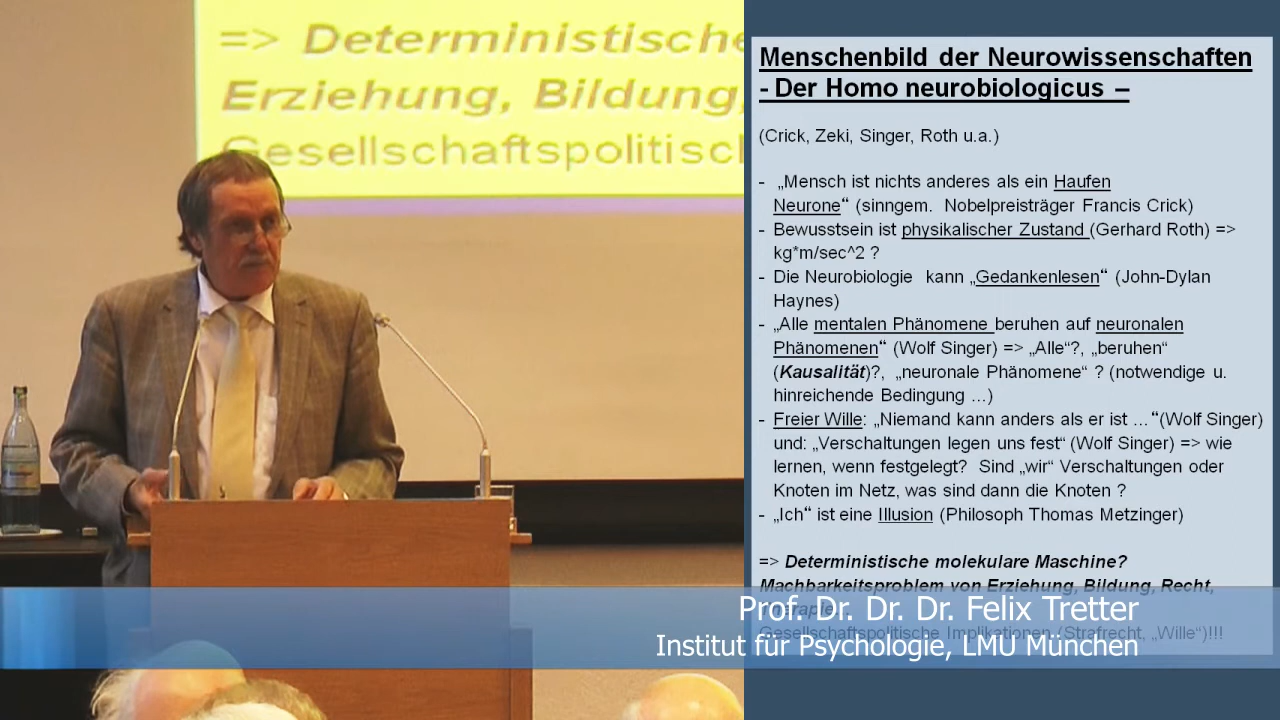 => Deterministische
Erziehung, Bildung,
Gesellschaftspolitisch
Menschenbild der Neurowissenschaften
- Der Homo neurobiologicus –
(Crick, Zeki, Singer, Roth u.a.)
- „Mensch ist nichts anderes als ein Haufen
Neurone“ (sinngem. Nobelpreisträger Francis Crick)
- Bewusstsein ist physikalischer Zustand (Gerhard Roth) =>
kg*m/sec^2 ?
- Die Neurobiologie kann „Gedankenlesen“ (John-Dylan
Haynes)
- „Alle mentalen Phänomene beruhen auf neuronalen
Phänomenen“ (Wolf Singer) => „Alle“?, „beruhen“
(Kausalität)?, „neuronale Phänomene“ ? (notwendige u.
hinreichende Bedingung ...)
- Freier Wille: „Niemand kann anders als er ist ... “(Wolf Singer)
und: „Verschaltungen legen uns fest“ (Wolf Singer) => wie
lernen, wenn festgelegt? Sind „wir“ Verschaltungen oder
Knoten im Netz, was sind dann die Knoten ?
- „Ich“ ist eine Illusion (Philosoph Thomas Metzinger)
=> Deterministische molekulare Maschine?
Machbarkeitsproblem von Erziehung, Bildung, Recht,
Gesellschaftspolitische Implikationen (Strafrecht, „Wille“)!!!
Prof. Dr. Dr. Dr. Felix Tretter
Institut für Psychologie, LMU München